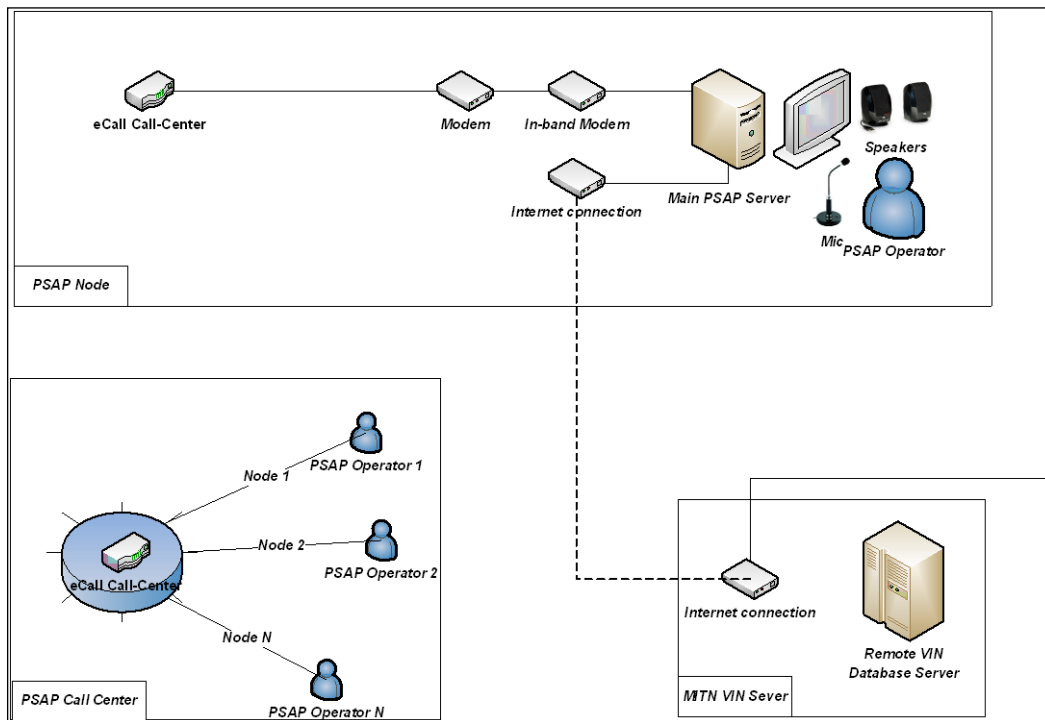 eCall Call-Center
Modem
In-band Modem
Speakers
Internet connection
Main PSAP Server
Mic
PSAP Operator
PSAP Node
PSAP Operator 1
Node 1
Node 2
PSAP Operator 2
eCall Call-Center
Node N
PSAP Operator N
PSAP Call Center
Internet connection
Remote VIN
Database Server
MITN VIN Sever